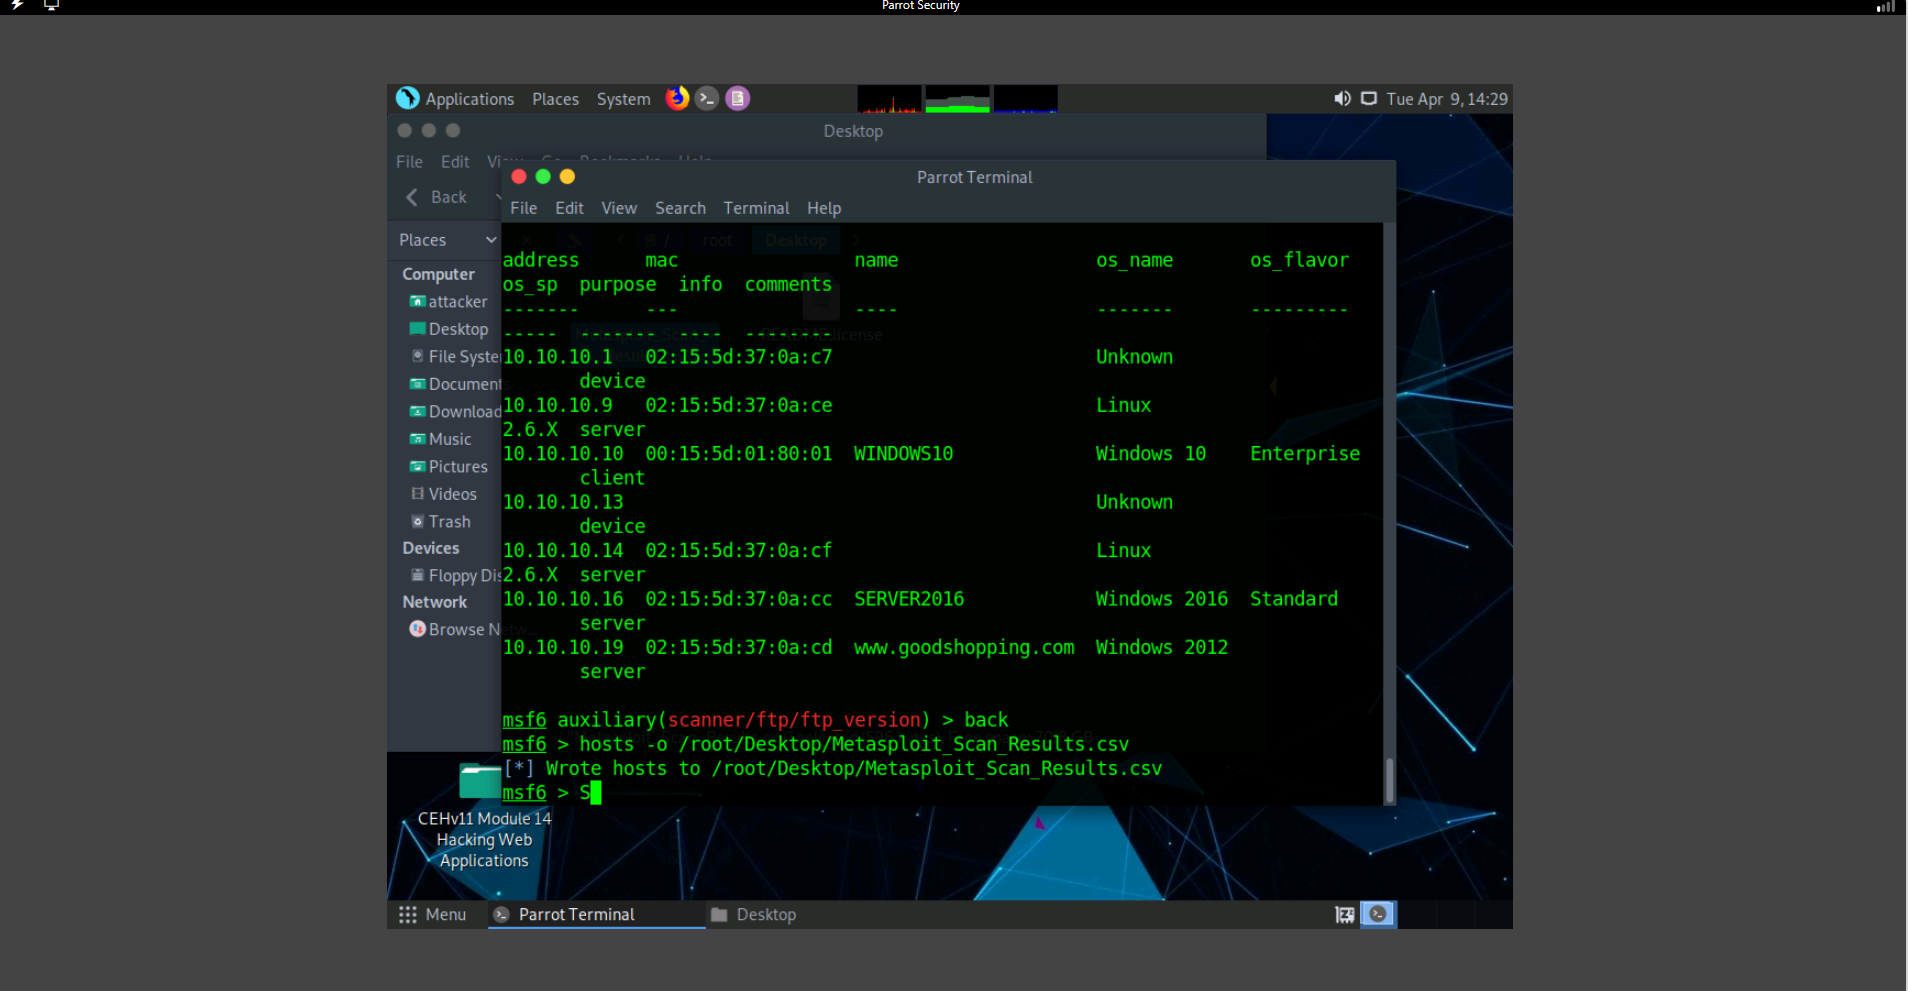 Parrot Security
Applications Places System Tue Apr 9, 14:29
Desktop
File Edit View Go Bookmarks Help
Back
Parrot Terminal
File Edit View Search Terminal Help
Places
root Desktop
Computer
attacker
Desktop
File Syste
Document
Download
Music
Pictures
Videos
Trash
Devices
Floppy Dis
Network
Browse Netw...
address mac name os_name os_flavor
os_sp purpose info comments
------- --- ---- ------- ---------
----- ------- ---- --------
10.10.10.1 02:15:5d:37:0a:c7 Unknown
device
10.10.10.9 02:15:5d:37:0a:ce Linux
2.6.X server
10.10.10.10 00:15:5d:01:80:01 WINDOWS10 Windows 10 Enterprise
client
10.10.10.13 Unknown
device
10.10.10.14 02:15:5d:37:0a:cf Linux
2.6.X server
10.10.10.16 02:15:5d:37:0a:cc SERVER2016 Windows 2016 Standard
server
10.10.10.19 02:15:5d:37:0a:cd www.goodshopping.com Windows 2012
server
msf6 auxiliary(scanner/ftp/ftp_version) > back
msf6 > hosts -o /root/Desktop/Metasploit_Scan_Results.csv
[*] Wrote hosts to /root/Desktop/Metasploit_Scan_Results.csv
msf6 > S
CEHv11 Module 14
Hacking Web
Applications
Menu Parrot Terminal Desktop